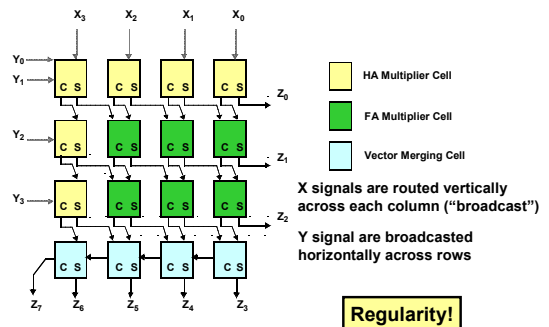 X3 X2 X1 X0
Y0
Y1
C S C S C S C S
Z0
HA Multiplier Cell
FA Multiplier Cell
Vector Merging Cell
Y2
C S C S C S C S
Z1
Y3
C S C S C S C S
Z2
X signals are routed vertically
across each column (“broadcast”)
Y signal are broadcasted
horizontally across rows
C S C S C S C S
Z7 Z6 Z5 Z4 Z3
Regularity!